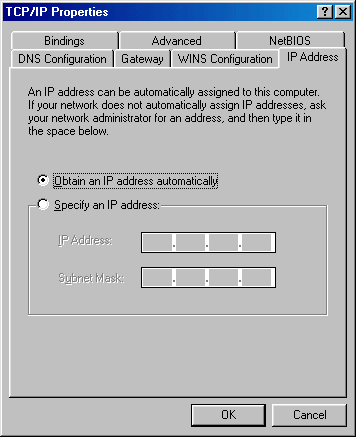 TCP/IP Properties
Bindings
Advanced
NetBIOS
DNS Configuration
Gateway
WINS Configuration
IP Address
An IP address can be automatically assigned to this computer.
If your network does not automatically assign IP addresses, ask
your network administrator for an address, and then type it in
the space below.
Obtain an IP address automatically
Specify an IP address:
IP Address:
. . .
Subnet Mask:
. . .
OK
Cancel